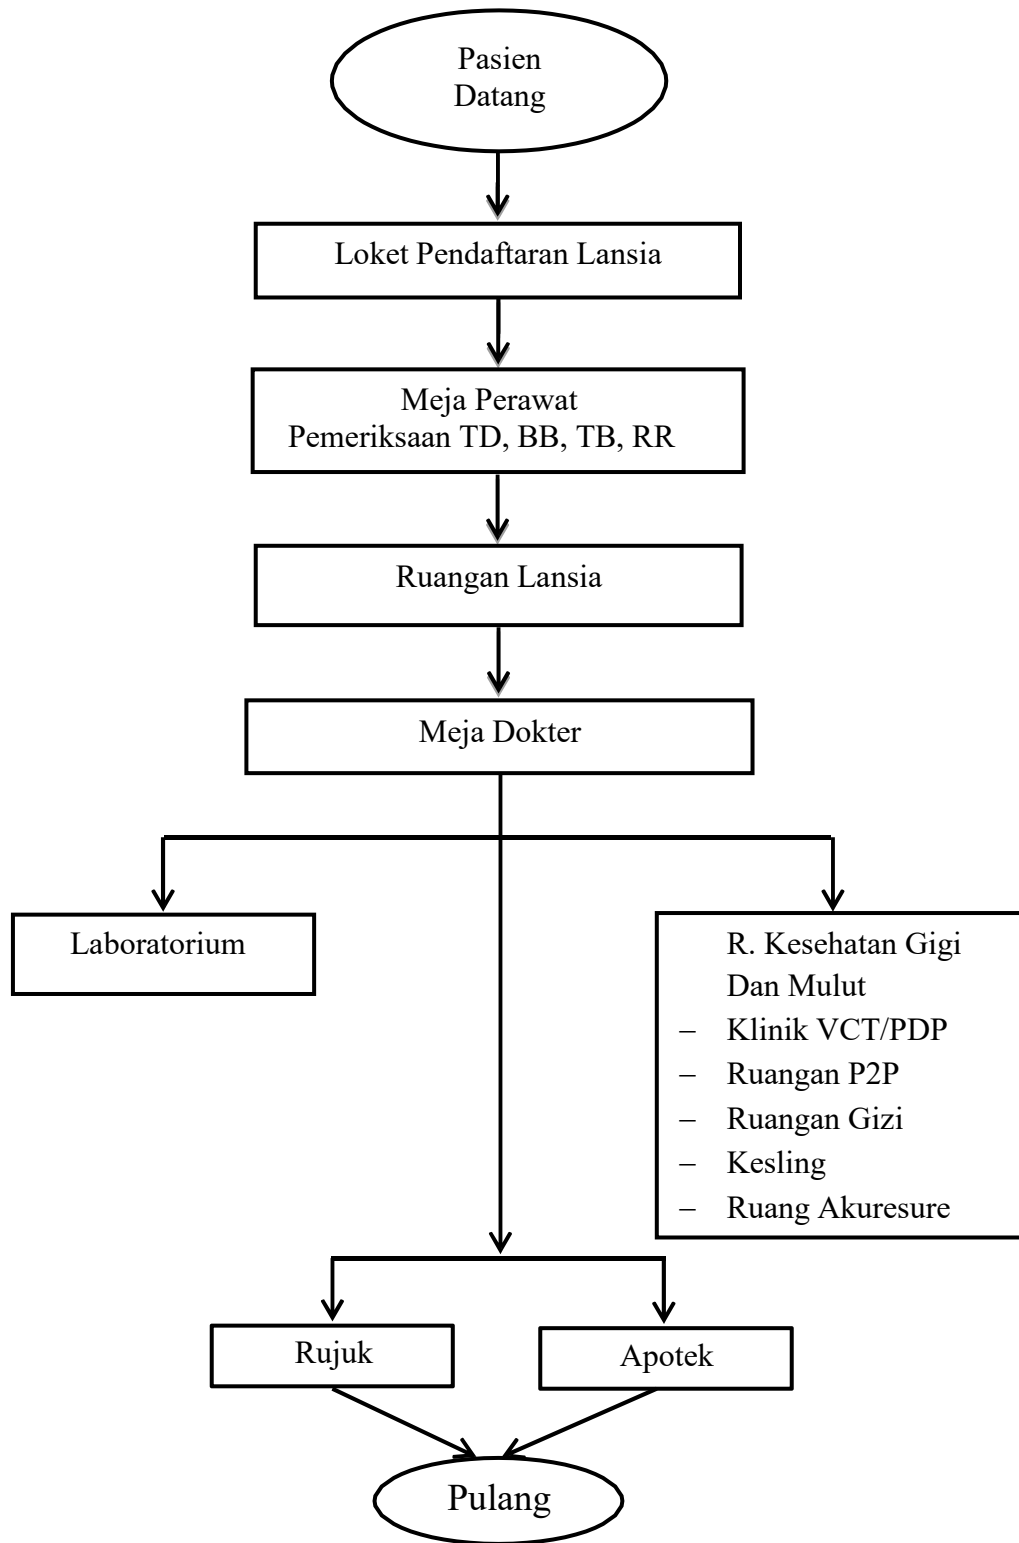 Pasien
Datang
Loket Pendaftaran Lansia
Meja Perawat
Pemeriksaan TD, BB, TB, RR
Ruangan Lansia
Meja Dokter
Laboratorium
R. Kesehatan Gigi
Dan Mulut
– Klinik VCT/PDP
– Ruangan P2P
– Ruangan Gizi
– Kesling
– Ruang Akuresure
Rujuk
Apotek
Pulang